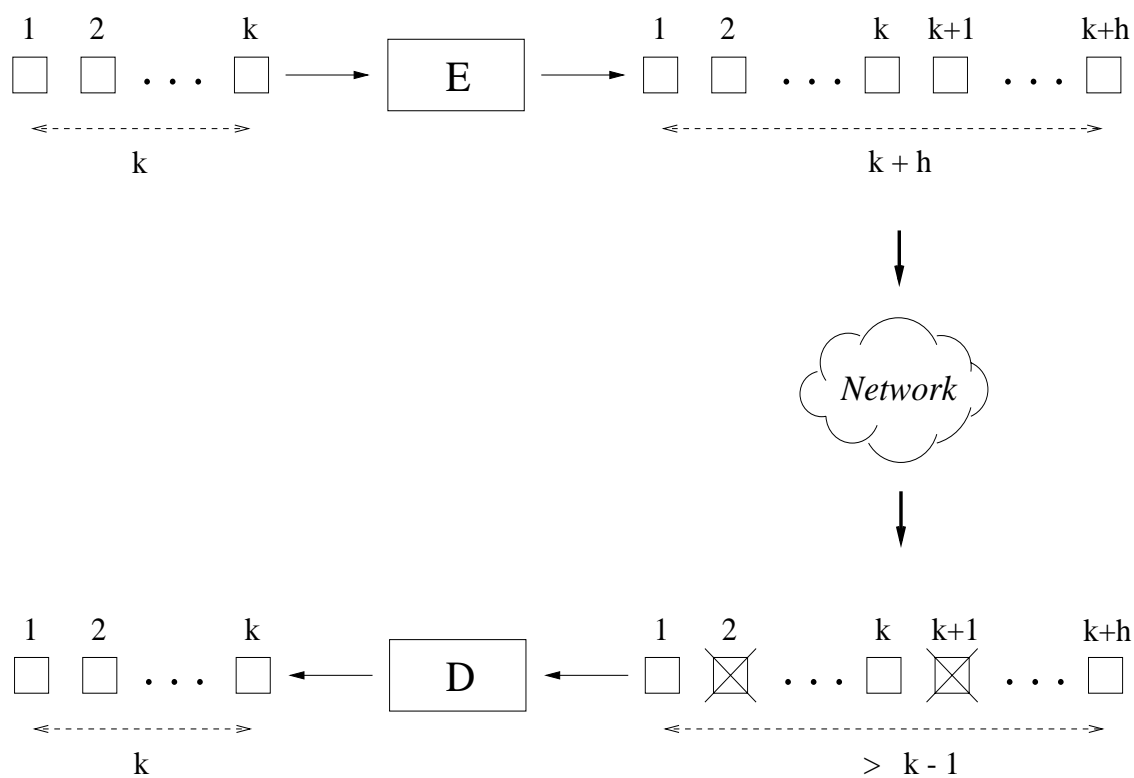 1 2 k 1 2 k k+1 k+h
. . . E . . . . . .
k k + h
Network
1 2 k 1 2 k k+1 k+h
. . . D . . . . . .
k > k - 1